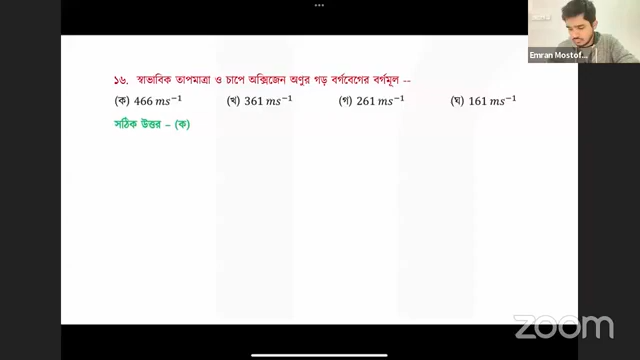 Emran Mostof...
১৬. স্বাভাবিক তাপমাত্রা ও চাপে অক্সিজেন অণুর গড় বর্গবেগের বর্গমূল --
(ক) 466 ms⁻¹ (খ) 361 ms⁻¹ (গ) 261 ms⁻¹ (ঘ) 161 ms⁻¹
সঠিক উত্তর – (ক)
zoom